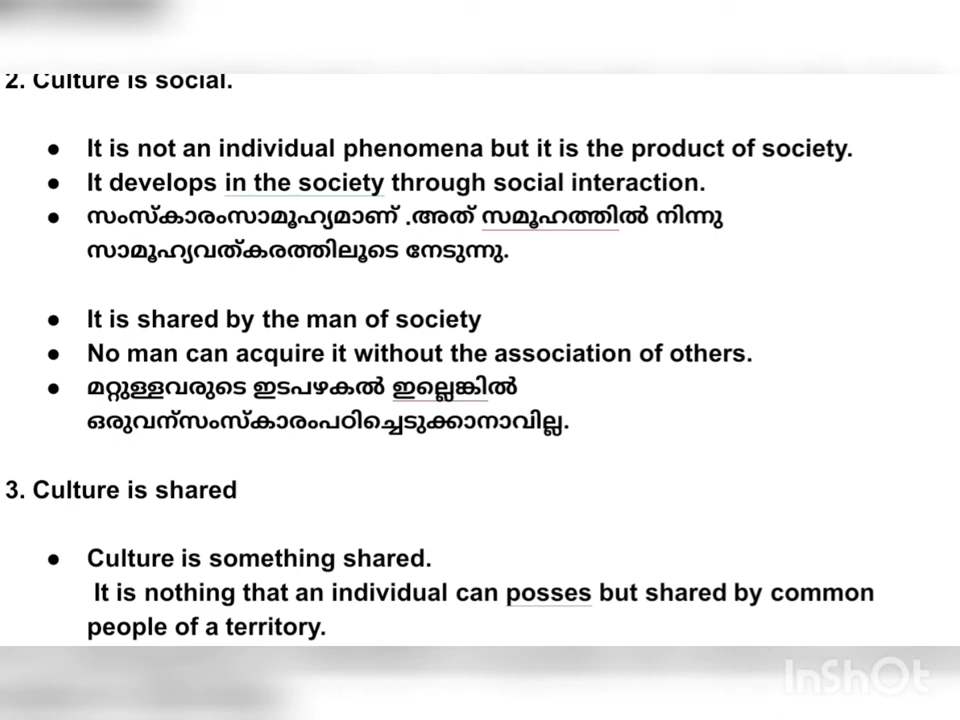 2. Culture is social.
● It is not an individual phenomena but it is the product of society.
● It develops in the society through social interaction.
● സംസ്കാരംസാമൂഹ്യമാണ് .അത് സമൂഹത്തിൽ നിന്നു
സാമൂഹ്യവത്കരത്തിലൂടെ നേടുന്നു.
● It is shared by the man of society
● No man can acquire it without the association of others.
● മറ്റുള്ളവരുടെ ഇടപഴകൽ ഇല്ലെങ്കിൽ
ഒരുവന്സംസ്കാരംപഠിച്ചെടുക്കാനാവില്ല.
3. Culture is shared
● Culture is something shared.
It is nothing that an individual can posses but shared by common
people of a territory.
InShOt